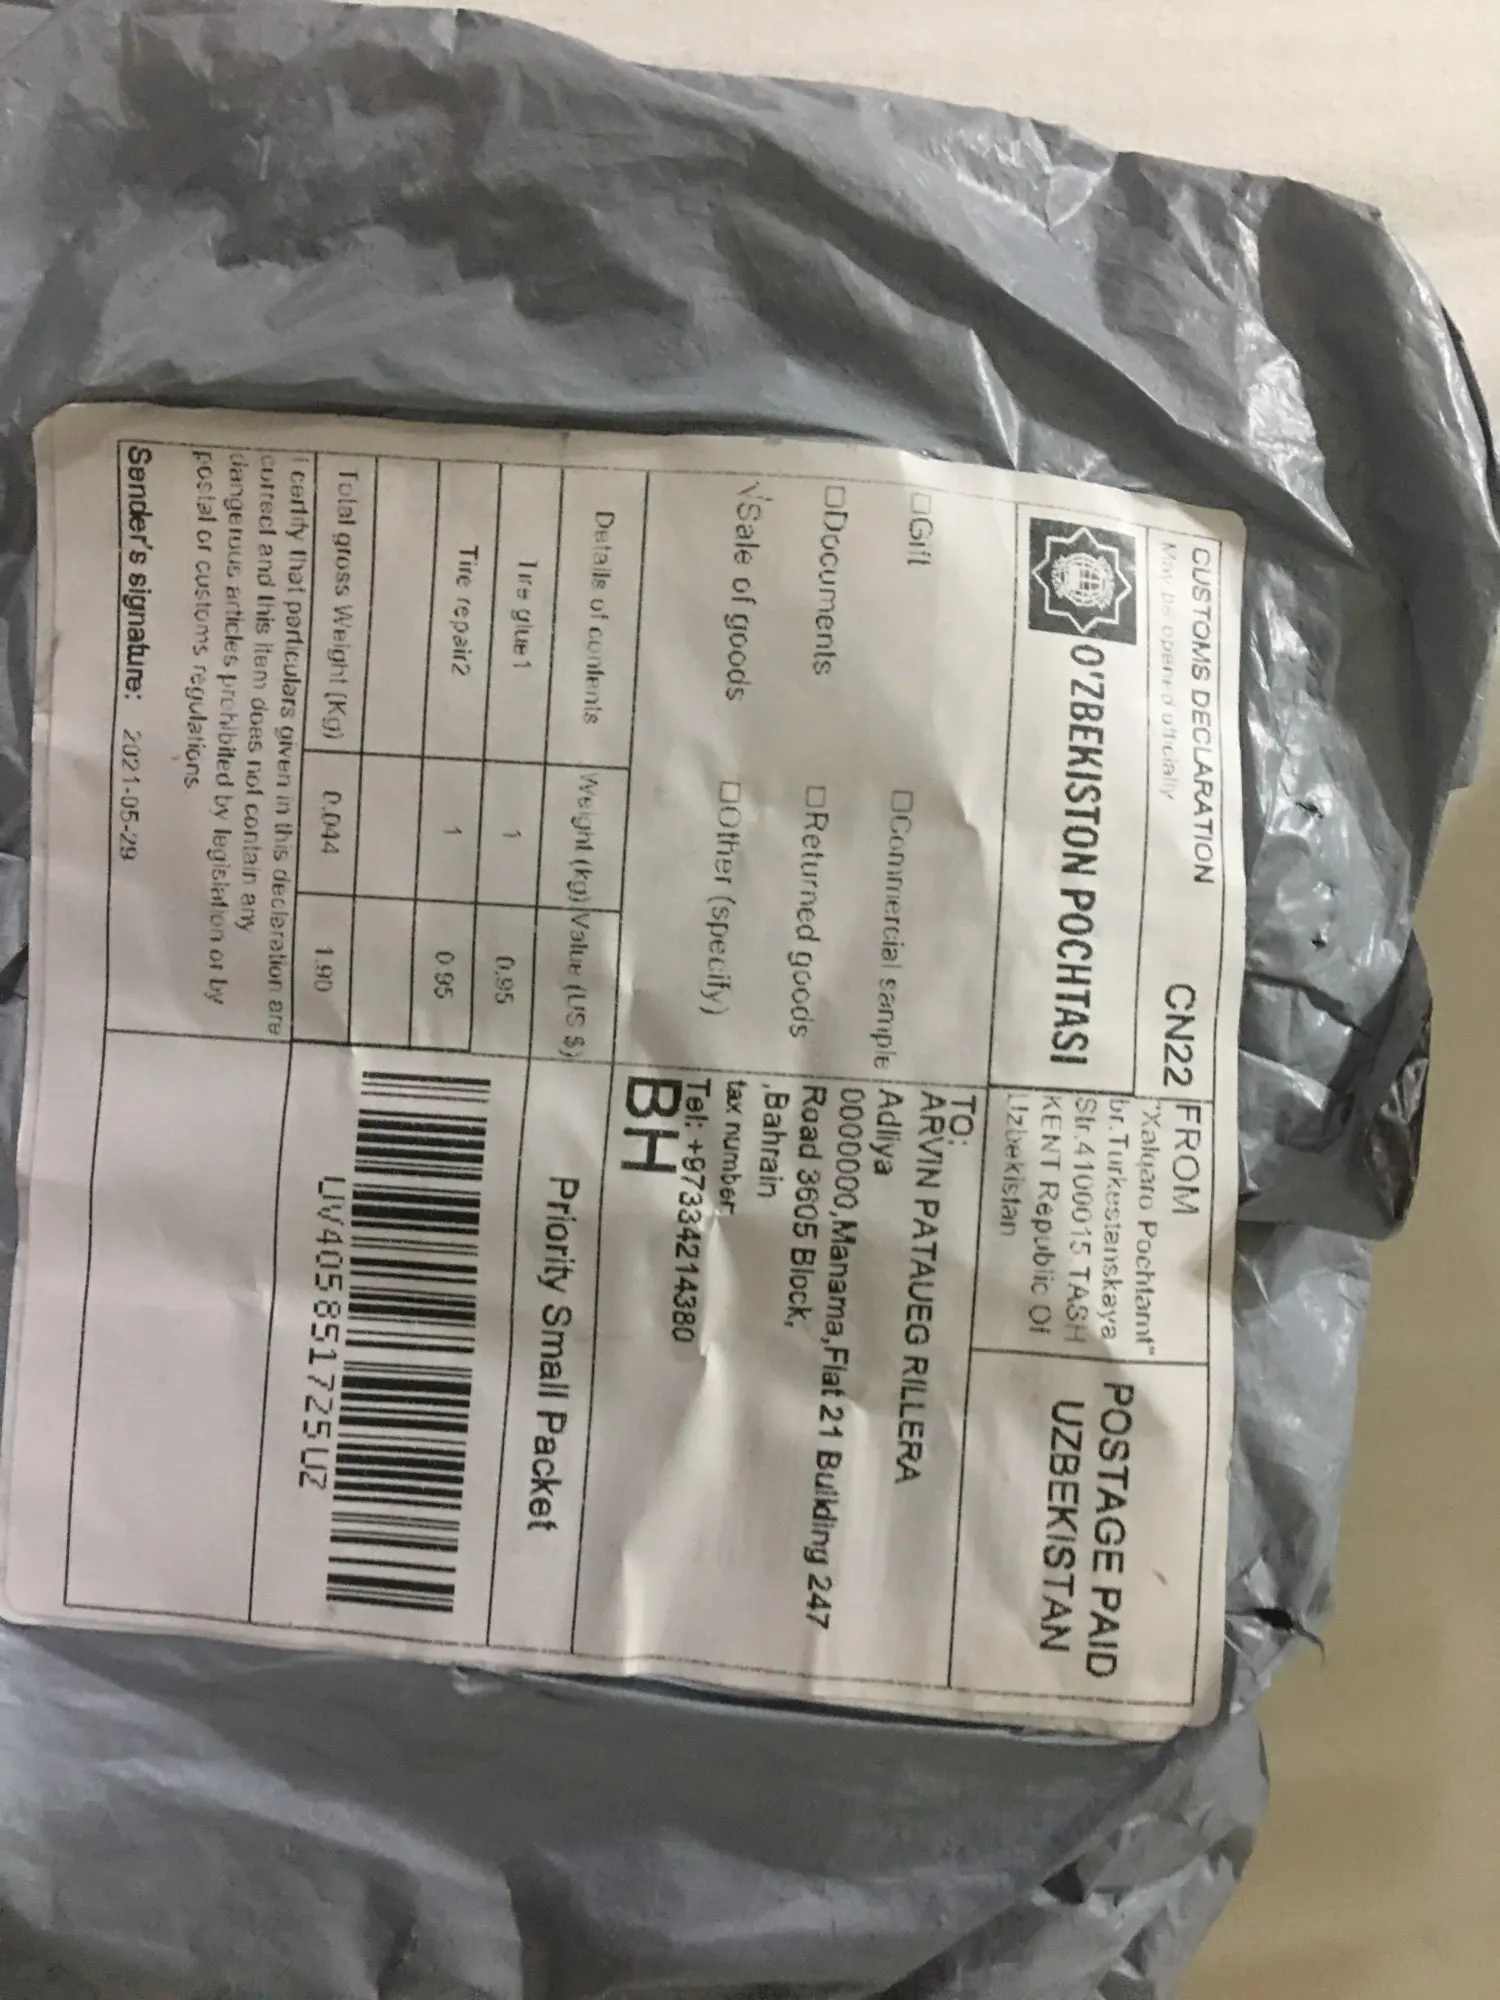 CUSTOMS DECLARATION
May be opened officially
CN22
O'ZBEKISTON POCHTASI
FROM
"Xalqaro Pochtamt"
br.Turkestanskaya
Str.4100015.TASH
KENT Republic Of
Uzbekistan
POSTAGE PAID
UZBEKISTAN
□Gift □Commercial sample
□Documents □Returned goods
√Sale of goods □Other (specify)
TO:
ARVIN PATAUEG RILLERA
Adliya
0000000,Manama,Flat 21 Building 247
Road 3605 Block,
,Bahrain
tax number:
Tel: +97334214380
BH
Details of contents Weight (kg) Value (US $)
Tire glue1 1 0.95
Tire repair2 1 0.95
Total gross Weight (Kg) 0.044 1.90
Priority Small Packet
UV405851725UZ
I certify that particulars given in this declaration are
correct and this item does not contain any
dangerous articles prohibited by legislation or by
postal or customs regulations
Sender's signature: 2021-05-29